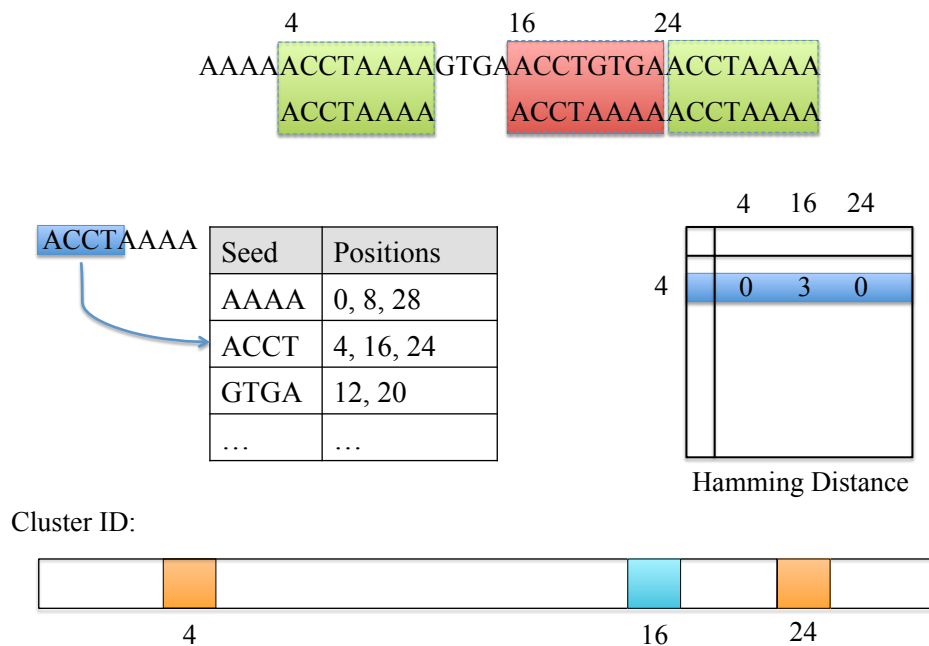 4 16 24
AAAAACCTAAAAGTGAACCTGTGAACCTAAAA
ACCTAAAA ACCTAAAAACCTAAAA
ACCTAAAA
Seed Positions
AAAA 0, 8, 28
ACCT 4, 16, 24
GTGA 12, 20
… …
4 16 24
4 0 3 0
Hamming Distance
Cluster ID:
4 16 24